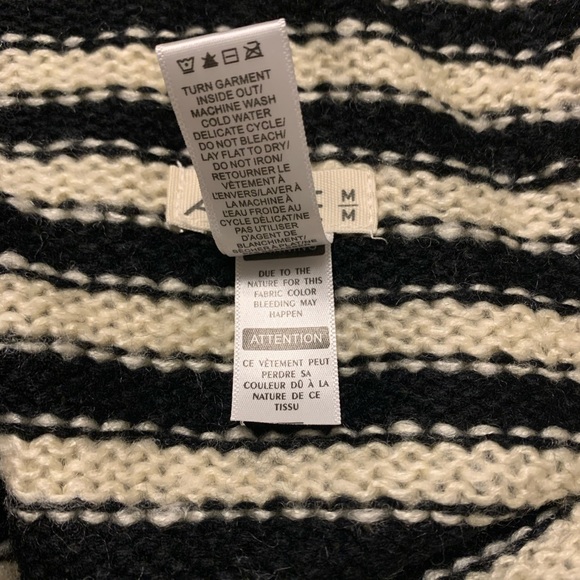 TURN GARMENT
INSIDE OUT/
MACHINE WASH
COLD WATER
DELICATE CYCLE/
DO NOT BLEACH/
LAY FLAT TO DRY/
DO NOT IRON/
RETOURNER LE
VÊTEMENT À
L'ENVERS/LAVER À
LA MACHINE À
L'EAU FROIDE AU
CYCLE DÉLICAT/NE
PAS UTILISER
D'AGENT DE
BLANCHIMENT/
SÉCHER À PLAT/NE
M
M
DUE TO THE
NATURE FOR THIS
FABRIC COLOR
BLEEDING MAY
HAPPEN
ATTENTION
CE VÊTEMENT PEUT
PERDRE SA
COULEUR DÛ À LA
NATURE DE CE
TISSU